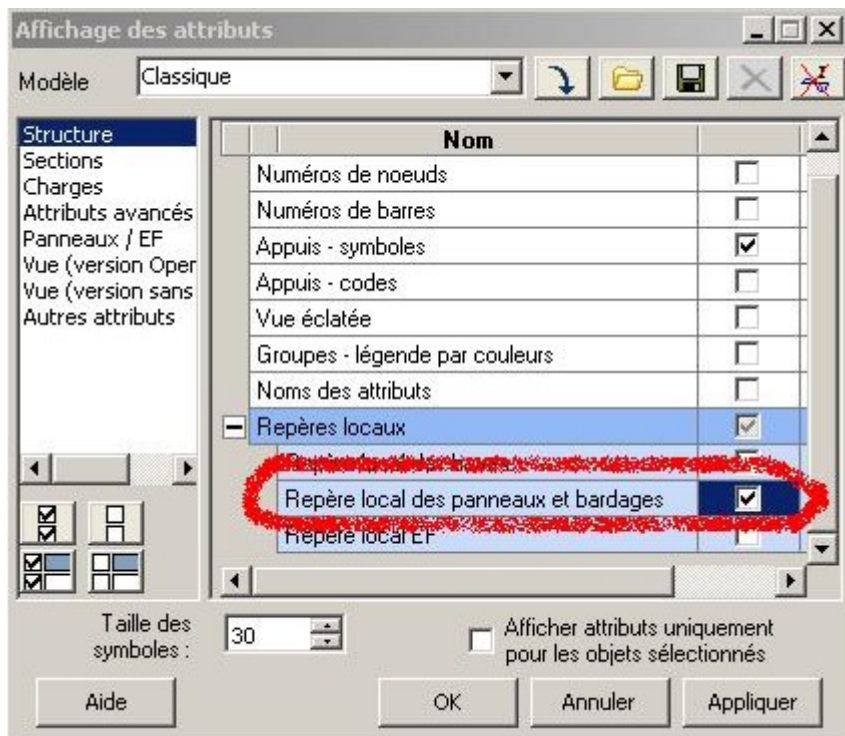 Affichage des attributs
Modèle
Classique
Structure
Sections
Charges
Attributs avancés
Panneaux / EF
Vue (version Oper
Vue (version sans
Autres attributs
Nom
Numéros de noeuds
Numéros de barres
Appuis - symboles
Appuis - codes
Vue éclatée
Groupes - légende par couleurs
Noms des attributs
Repères locaux
Repère local des panneaux et bardages
Repère local EF
Taille des
symboles :
30
Afficher attributs uniquement
pour les objets sélectionnés
Aide
OK
Annuler
Appliquer